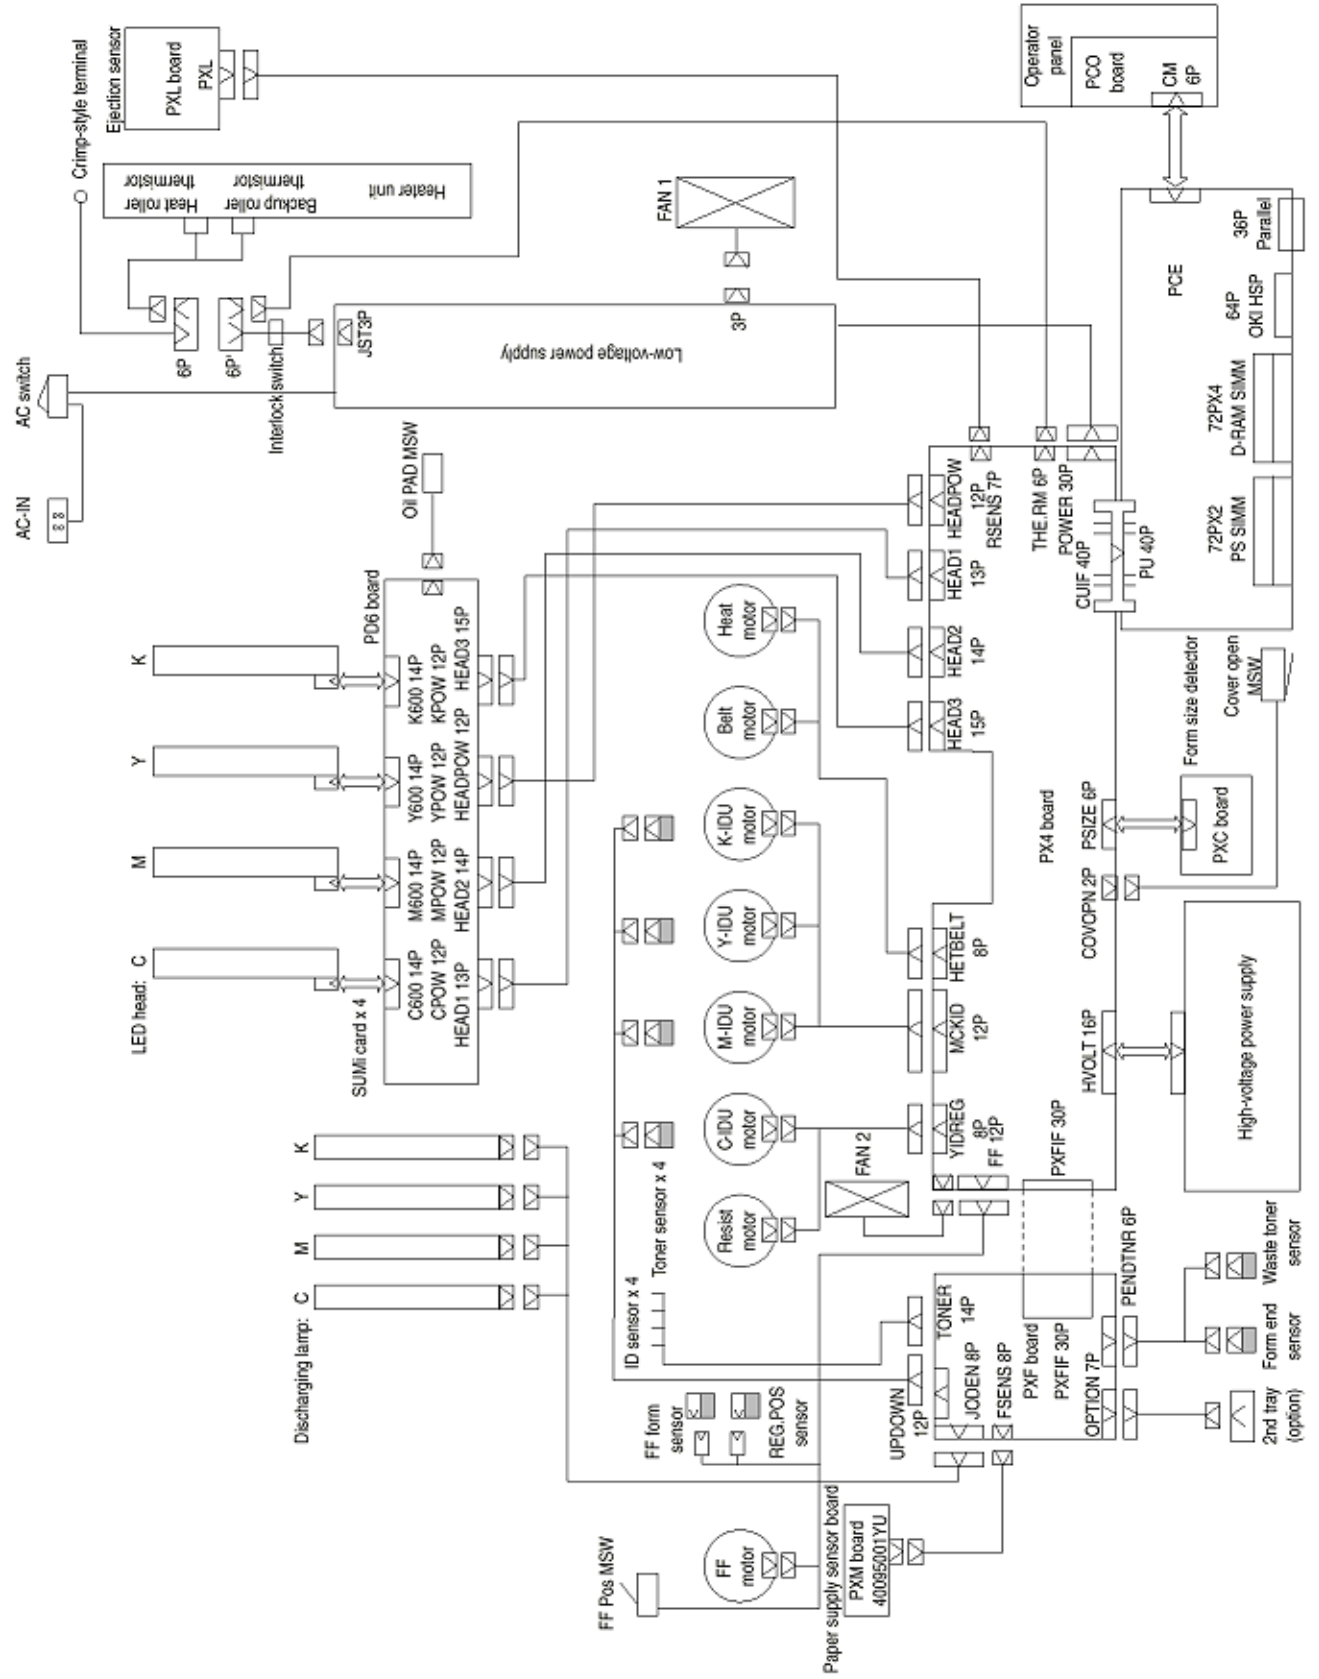 LED head: C
M
Y
K
Discharging lamp: C
M
Y
K
AC-IN
AC switch
Crimp-style terminal
Ejection sensor
PXL board
PXL
Heat roller
thermistor
Backup roller
thermistor
Heater unit
6P
6P'
Interlock switch
JST3P
Low-voltage power supply
3P
FAN 1
Operator
panel
PCO
board
CM
6P
Oil PAD MSW
PD6 board
SUMi card x 4
C600 14P
CPOW 12P
HEAD1 13P
M600 14P
MPOW 12P
HEAD2 14P
Y600 14P
YPOW 12P
HEADPOW 12P
K600 14P
KPOW 12P
HEAD3 15P
FF Pos MSW
FF
motor
FF form
sensor
REG.POS
sensor
ID sensor x 4
Toner sensor x 4
Resist
motor
C-IDU
motor
M-IDU
motor
Y-IDU
motor
K-IDU
motor
Belt
motor
Heat
motor
FAN 2
Paper supply sensor board
PXM board
40095001YU
UPDOWN
12P
TONER
14P
JODEN 8P
FSENS 8P
PXF board
PXFIF 30P
OPTION 7P
PENDTNR 6P
2nd tray
(option)
Form end
sensor
Waste toner
sensor
YIDREG
8P
FF 12P
PXFIF 30P
MCKID
12P
HETBELT
8P
HEAD3
15P
HEAD2
14P
HEAD1
13P
HEADPOW
12P
RSENS 7P
THE.RM 6P
POWER 30P
CUIF 40P
PU 40P
PX4 board
HVOLT 16P
COVOPN 2P
PSIZE 6P
High-voltage power supply
PXC board
Form size detector
Cover open
MSW
72PX2
PS SIMM
72PX4
D-RAM SIMM
64P
OKI HSP
36P
Parallel
PCE